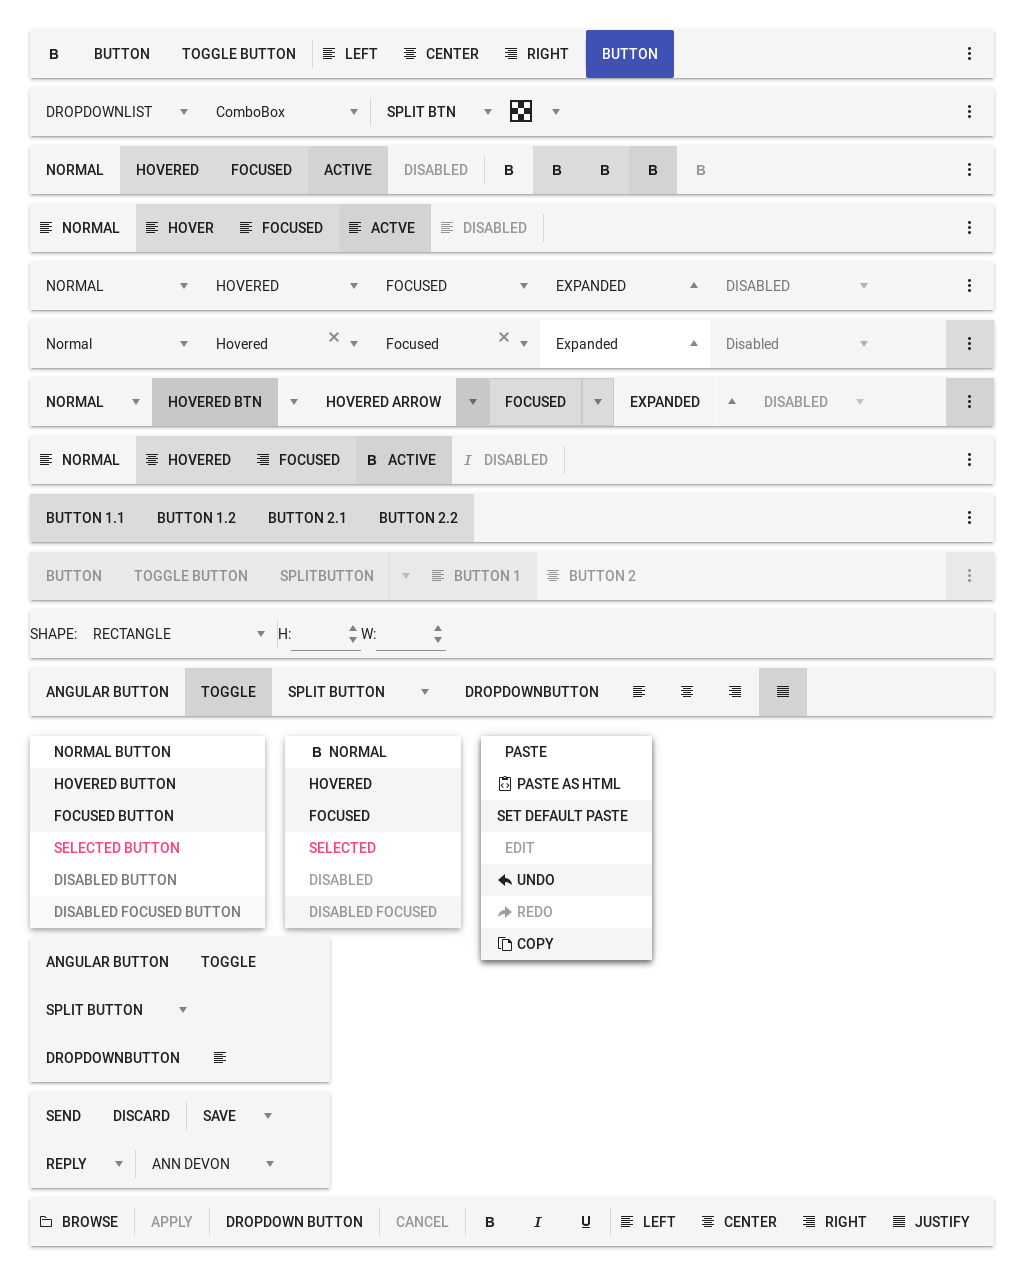 B BUTTON TOGGLE BUTTON LEFT CENTER RIGHT BUTTON
DROPDOWNLIST ComboBox SPLIT BTN
NORMAL HOVERED FOCUSED ACTIVE DISABLED B B B B B
NORMAL HOVER FOCUSED ACTVE DISABLED
NORMAL HOVERED FOCUSED EXPANDED DISABLED
Normal Hovered Focused Expanded Disabled
NORMAL HOVERED BTN HOVERED ARROW FOCUSED EXPANDED DISABLED
NORMAL HOVERED FOCUSED B ACTIVE I DISABLED
BUTTON 1.1 BUTTON 1.2 BUTTON 2.1 BUTTON 2.2
BUTTON TOGGLE BUTTON SPLITBUTTON BUTTON 1 BUTTON 2
SHAPE: RECTANGLE H: W:
ANGULAR BUTTON TOGGLE SPLIT BUTTON DROPDOWNBUTTON
NORMAL BUTTON
HOVERED BUTTON
FOCUSED BUTTON
SELECTED BUTTON
DISABLED BUTTON
DISABLED FOCUSED BUTTON
B NORMAL
HOVERED
FOCUSED
SELECTED
DISABLED
DISABLED FOCUSED
PASTE
PASTE AS HTML
SET DEFAULT PASTE
EDIT
UNDO
REDO
COPY
ANGULAR BUTTON TOGGLE
SPLIT BUTTON
DROPDOWNBUTTON
SEND DISCARD SAVE
REPLY ANN DEVON
BROWSE APPLY DROPDOWN BUTTON CANCEL B I U LEFT CENTER RIGHT JUSTIFY